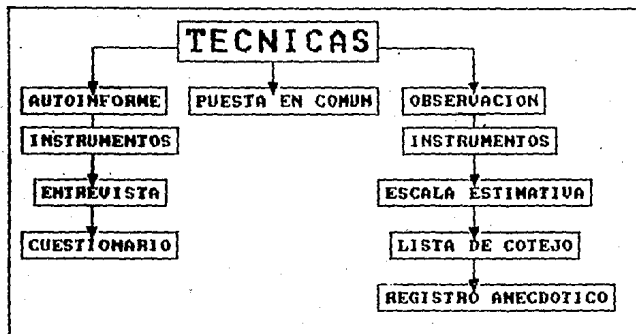 TECNICAS
AUTOINFORME PUESTA EN COMUN OBSERVACION
INSTRUMENTOS INSTRUMENTOS
ENTREVISTA ESCALA ESTIMATIVA
CUESTIONARIO LISTA DE COTEJO
REGISTRO ANECDOTICO